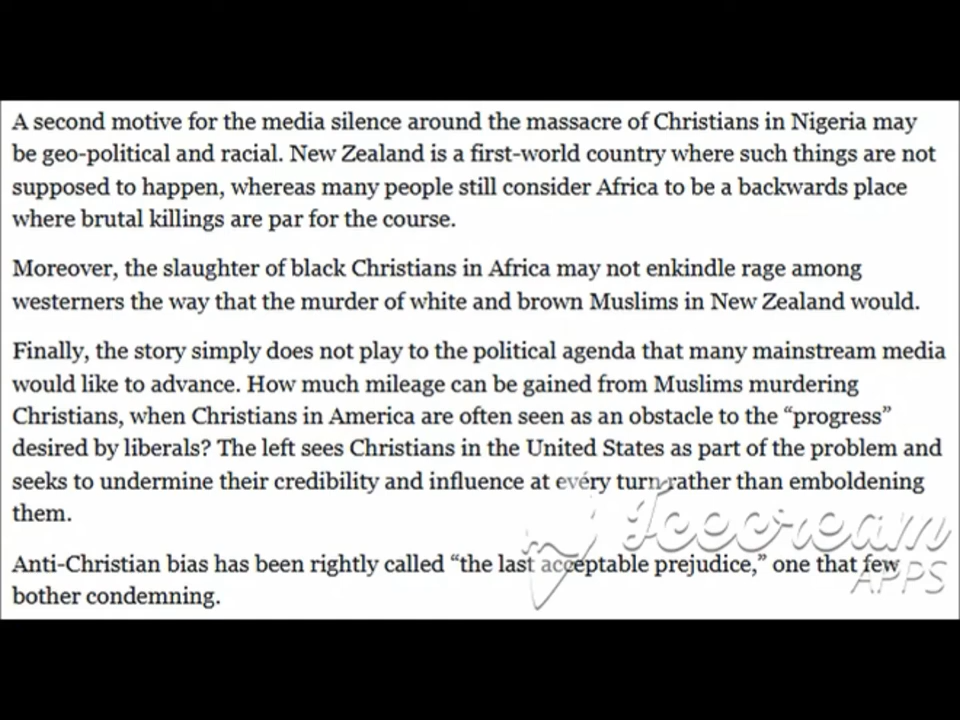 A second motive for the media silence around the massacre of Christians in Nigeria may
be geo-political and racial. New Zealand is a first-world country where such things are not
supposed to happen, whereas many people still consider Africa to be a backwards place
where brutal killings are par for the course.
Moreover, the slaughter of black Christians in Africa may not enkindle rage among
westerners the way that the murder of white and brown Muslims in New Zealand would.
Finally, the story simply does not play to the political agenda that many mainstream media
would like to advance. How much mileage can be gained from Muslims murdering
Christians, when Christians in America are often seen as an obstacle to the “progress”
desired by liberals? The left sees Christians in the United States as part of the problem and
seeks to undermine their credibility and influence at every turn rather than emboldening
them.
Anti-Christian bias has been rightly called “the last acceptable prejudice,” one that few
bother condemning.
Icecream
APPS